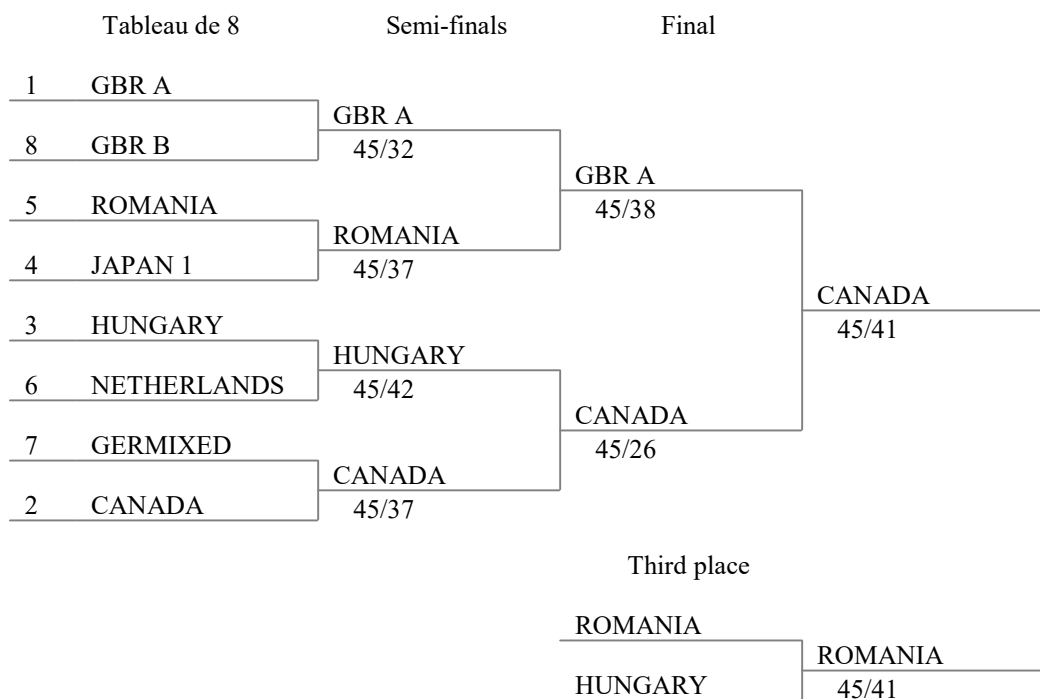 Tableau de 8 Semi-finals Final
1 GBR A
GBR A
8 GBR B
45/32
GBR A
5 ROMANIA
45/38
ROMANIA
4 JAPAN 1
45/37
CANADA
3 HUNGARY
45/41
HUNGARY
6 NETHERLANDS
45/42
CANADA
7 GERMIXED
45/26
CANADA
2 CANADA
45/37
Third place
ROMANIA
ROMANIA
HUNGARY
45/41